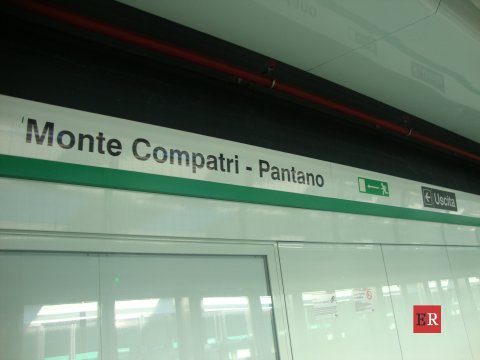 Monte Compatri - Pantano
Uscita
ER